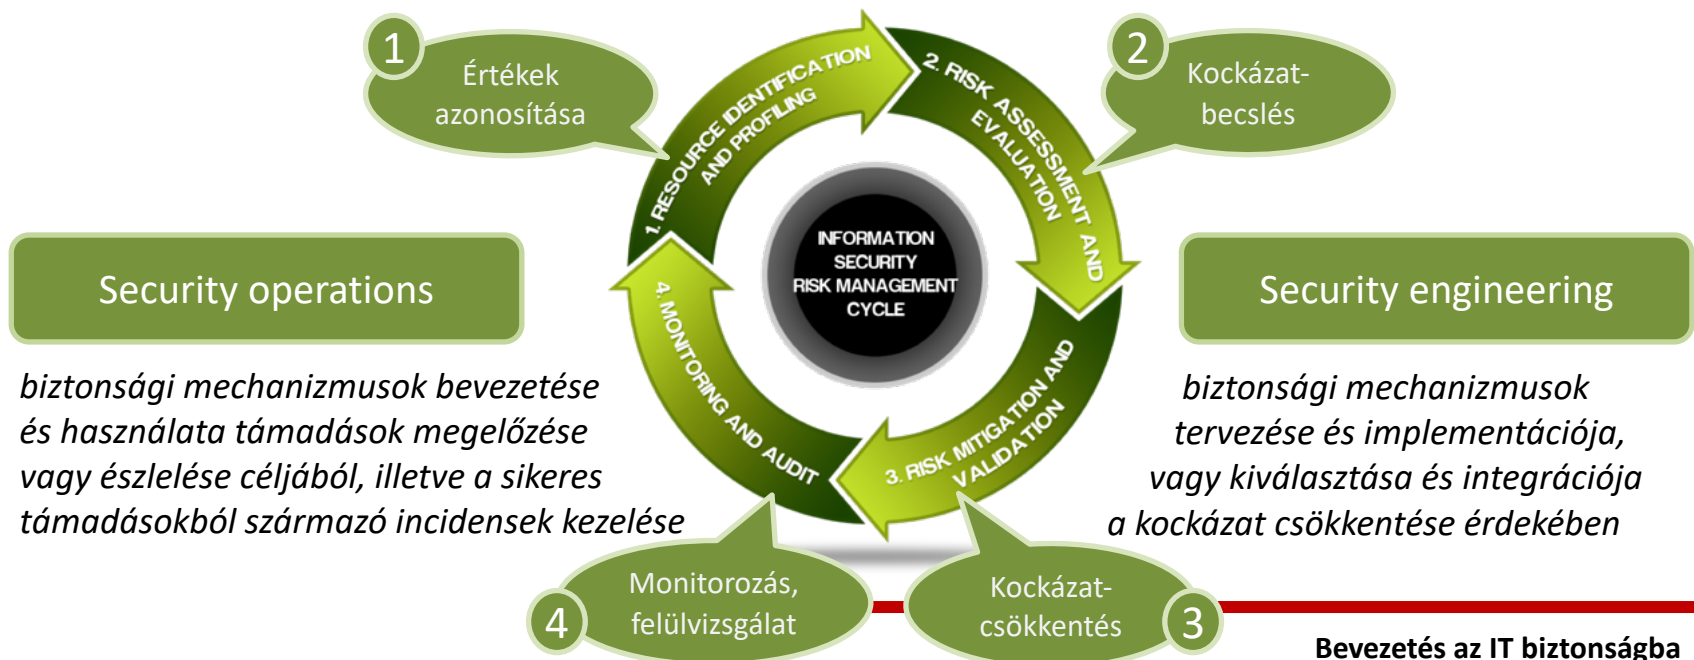 1
Értékek
azonosítása
2
Kockázat-
becslés
1. RESOURCE IDENTIFICATION
AND PROFILING
2. RISK ASSESSMENT AND
EVALUATION
INFORMATION
SECURITY
RISK MANAGEMENT
CYCLE
3. RISK MITIGATION AND
VALIDATION
4. MONITORING AND AUDIT
Security operations
biztonsági mechanizmusok bevezetése
és használata támadások megelőzése
vagy észlelése céljából, illetve a sikeres
támadásokból származó incidensek kezelése
Security engineering
biztonsági mechanizmusok
tervezése és implementációja,
vagy kiválasztása és integrációja
a kockázat csökkentése érdekében
4
Monitorozás,
felülvizsgálat
Kockázat-
csökkentés
3
Bevezetés az IT biztonságba